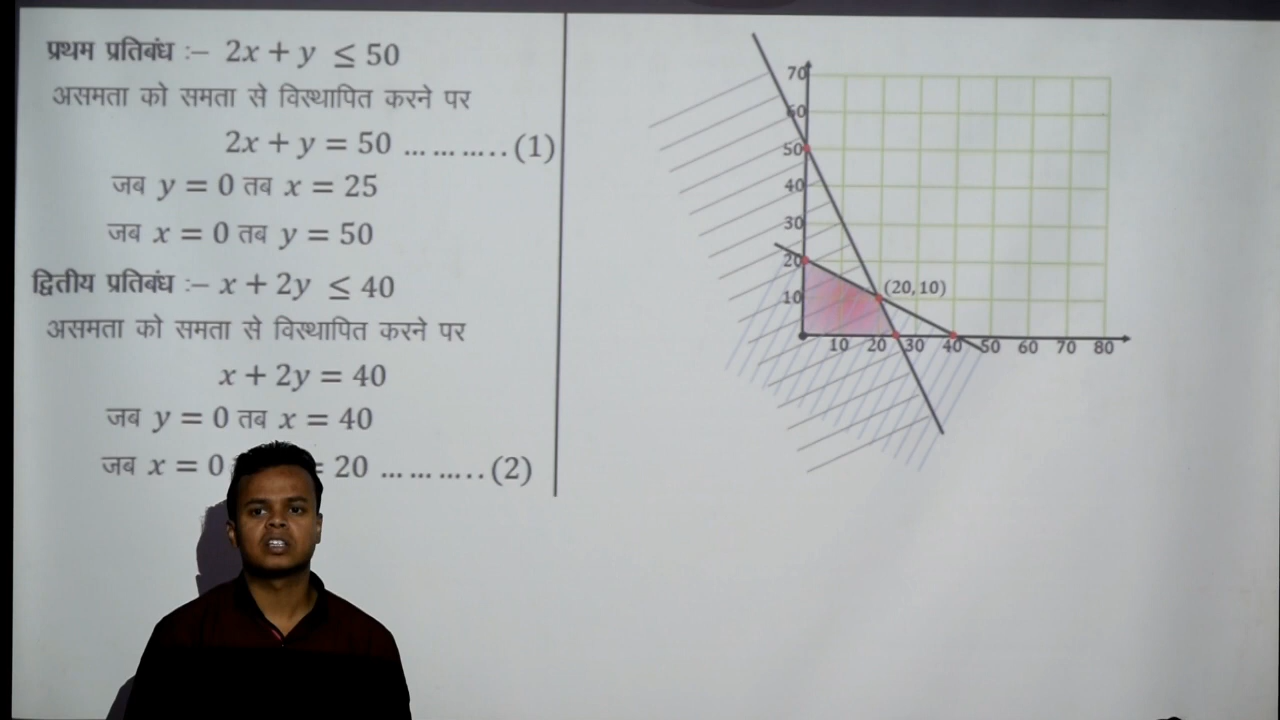 प्रथम प्रतिबंध :− 2x + y ≤ 50
असमता को समता से विस्थापित करने पर
2x + y = 50 ... ... ... . . (1)
जब y = 0 तब x = 25
जब x = 0 तब y = 50
द्वितीय प्रतिबंध :− x + 2y ≤ 40
असमता को समता से विस्थापित करने पर
x + 2y = 40
जब y = 0 तब x = 40
जब x = 0 = 20 ... ... ... . . (2)
70
60
50
40
30
20
10
(20, 10)
10 20 30 40 50 60 70 80